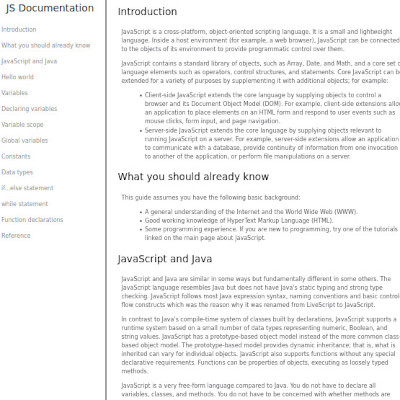 JS Documentation
Introduction
What you should already know
JavaScript and Java
Hello world
Variables
Declaring variables
Variable scope
Global variables
Constants
Data types
if...else statement
while statement
Function declarations
Reference
Introduction
JavaScript is a cross-platform, object-oriented scripting language. It is a small and lightweight
language. Inside a host environment (for example, a web browser), JavaScript can be connected
to the objects of its environment to provide programmatic control over them.
JavaScript contains a standard library of objects, such as Array, Date, and Math, and a core set o
language elements such as operators, control structures, and statements. Core JavaScript can be
extended for a variety of purposes by supplementing it with additional objects; for example:
• Client-side JavaScript extends the core language by supplying objects to control a
browser and its Document Object Model (DOM). For example, client-side extensions allow
an application to place elements on an HTML form and respond to user events such as
mouse clicks, form input, and page navigation.
• Server-side JavaScript extends the core language by supplying objects relevant to
running JavaScript on a server. For example, server-side extensions allow an application
to communicate with a database, provide continuity of information from one invocation
to another of the application, or perform file manipulations on a server.
What you should already know
This guide assumes you have the following basic background:
• A general understanding of the Internet and the World Wide Web (WWW).
• Good working knowledge of HyperText Markup Language (HTML).
• Some programming experience. If you are new to programming, try one of the tutorials
linked on the main page about JavaScript.
JavaScript and Java
JavaScript and Java are similar in some ways but fundamentally different in some others. The
JavaScript language resembles Java but does not have Java's static typing and strong type
checking. JavaScript follows most Java expression syntax, naming conventions and basic control-
flow constructs which was the reason why it was renamed from LiveScript to JavaScript.
In contrast to Java's compile-time system of classes built by declarations, JavaScript supports a
runtime system based on a small number of data types representing numeric, Boolean, and
string values. JavaScript has a prototype-based object model instead of the more common class-
based object model. The prototype-based model provides dynamic inheritance; that is, what is
inherited can vary for individual objects. JavaScript also supports functions without any special
declarative requirements. Functions can be properties of objects, executing as loosely typed
methods.
JavaScript is a very free-form language compared to Java. You do not have to declare all
variables, classes, and methods. You do not have to be concerned with whether methods are